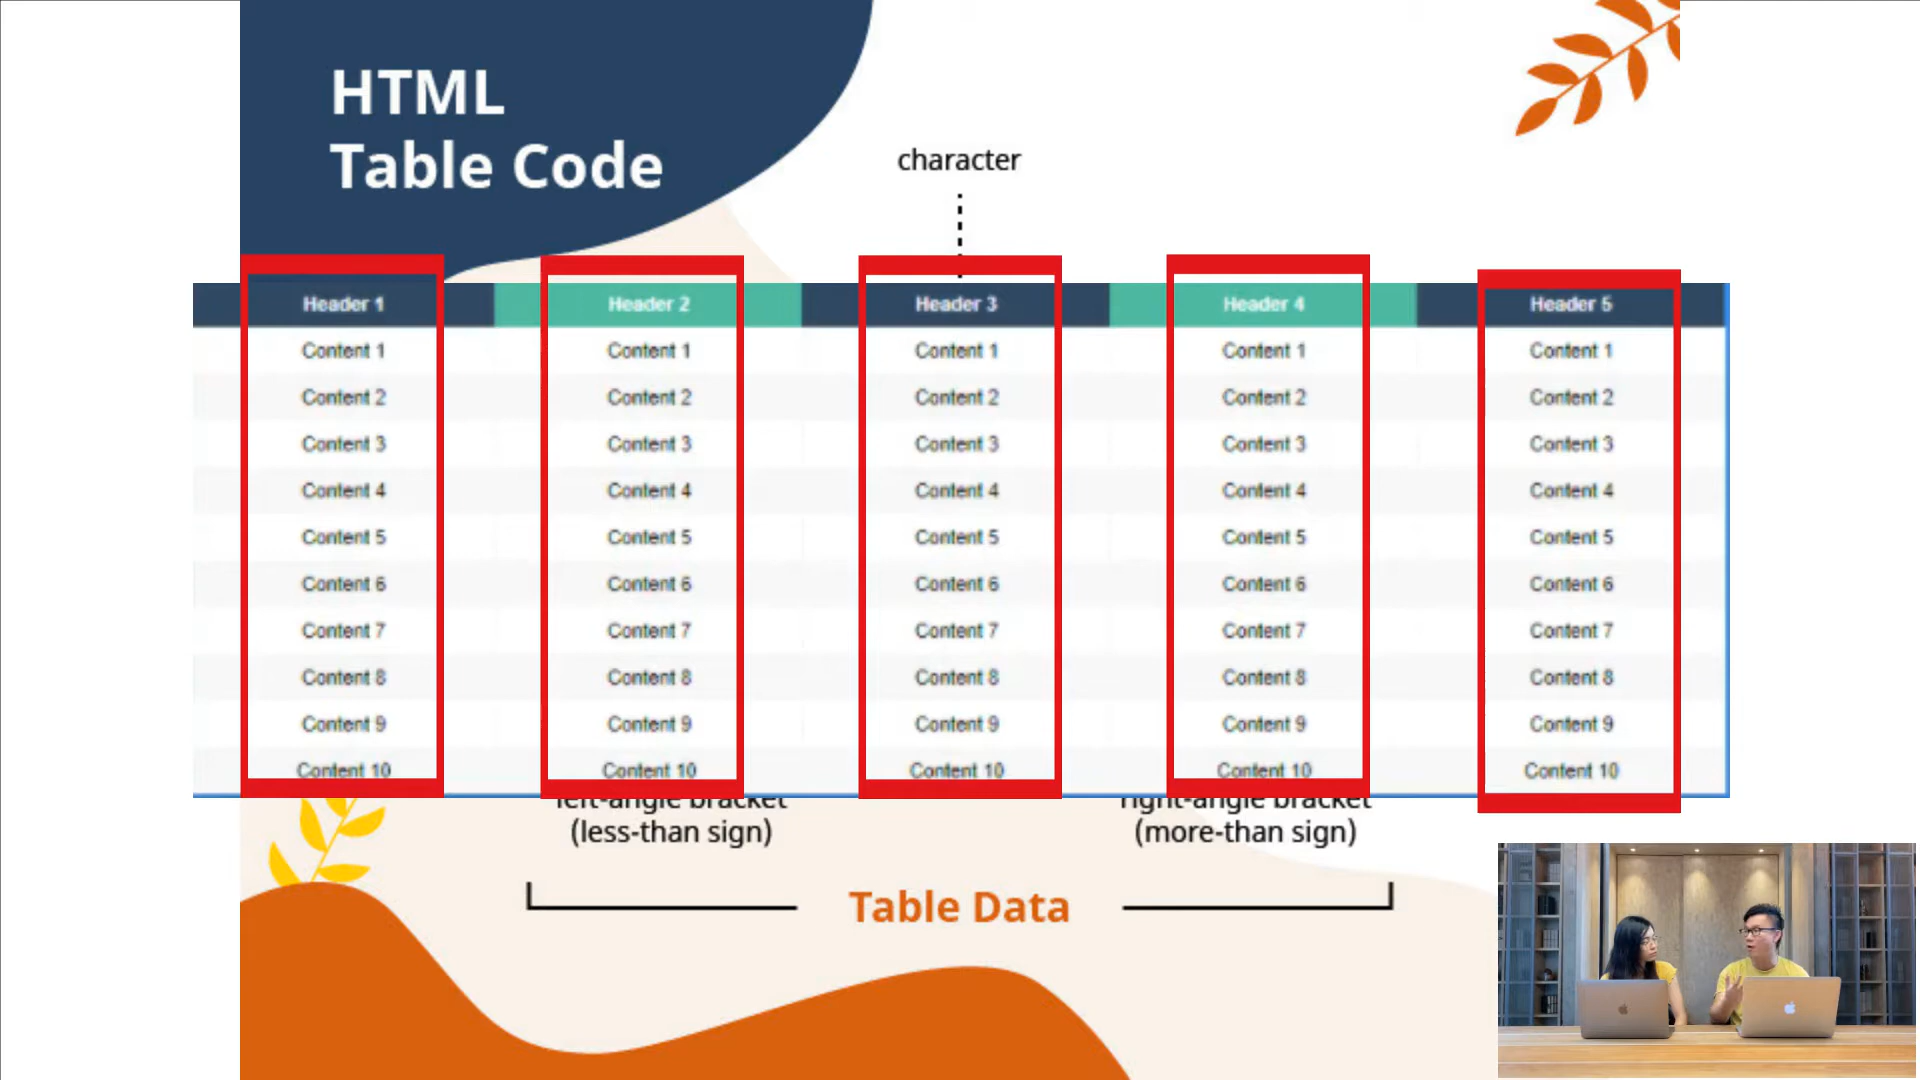 HTML
Table Code
character
Header 1 Header 2 Header 3 Header 4 Header 5
Content 1 Content 1 Content 1 Content 1 Content 1
Content 2 Content 2 Content 2 Content 2 Content 2
Content 3 Content 3 Content 3 Content 3 Content 3
Content 4 Content 4 Content 4 Content 4 Content 4
Content 5 Content 5 Content 5 Content 5 Content 5
Content 6 Content 6 Content 6 Content 6 Content 6
Content 7 Content 7 Content 7 Content 7 Content 7
Content 8 Content 8 Content 8 Content 8 Content 8
Content 9 Content 9 Content 9 Content 9 Content 9
Content 10 Content 10 Content 10 Content 10 Content 10
left-angle bracket right-angle bracket
(less-than sign) (more-than sign)
Table Data